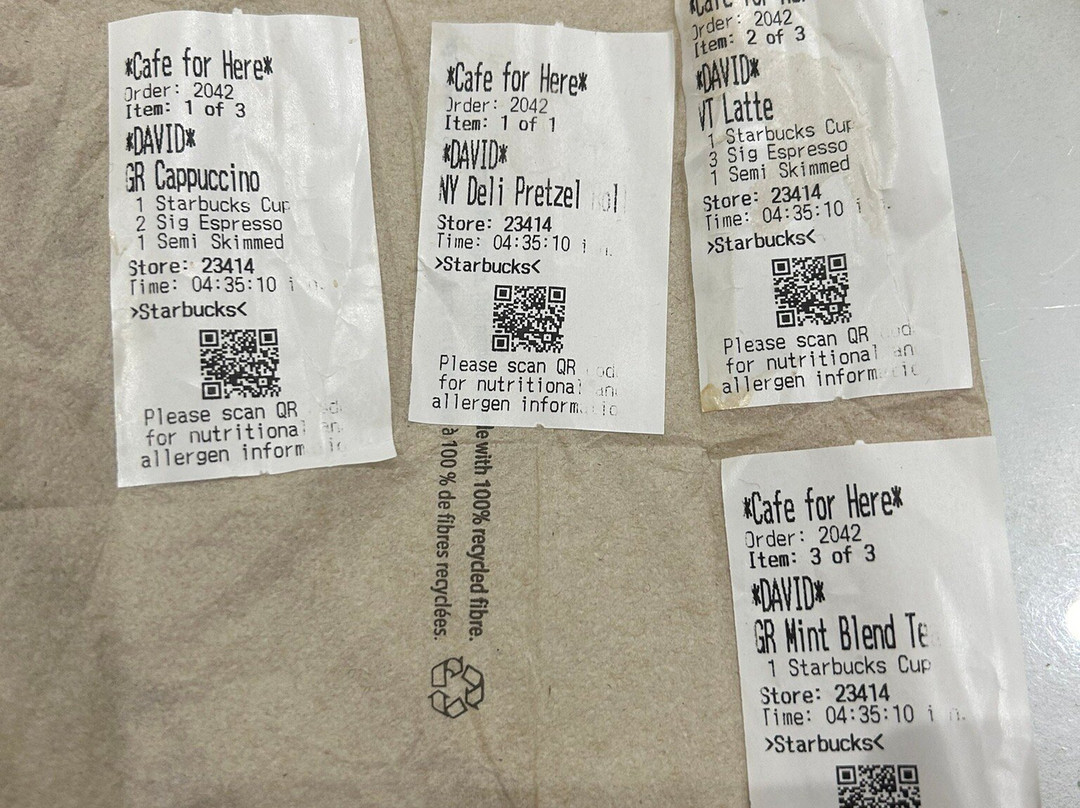 *Cafe for Here*
Order: 2042
Item: 1 of 3
*DAVID*
GR Cappuccino
1 Starbucks Cup
2 Sig Espresso
1 Semi Skimmed
Store: 23414
Time: 04:35:10
>Starbucks<
Please scan QR
for nutritional
allergen inform
*Cafe for Here*
Order: 2042
Item: 1 of 1
*DAVID*
NY Deli Pretzel
Store: 23414
Time: 04:35:10
>Starbucks<
Please scan QR
for nutritional
allergen inform
*Cafe for
Order: 2042
Item: 2 of 3
*DAVID*
VT Latte
1 Starbucks Cup
3 Sig Espresso
1 Semi Skimmed
Store: 23414
Time: 04:35:10
>Starbucks<
Please scan QR
for nutritional
allergen inform
*Cafe for Here*
Order: 2042
Item: 3 of 3
*DAVID*
GR Mint Blend Te
1 Starbucks Cup
Store: 23414
Time: 04:35:10
>Starbucks<
with 100% recycled fibre.
à 100 % de fibres recyclées.